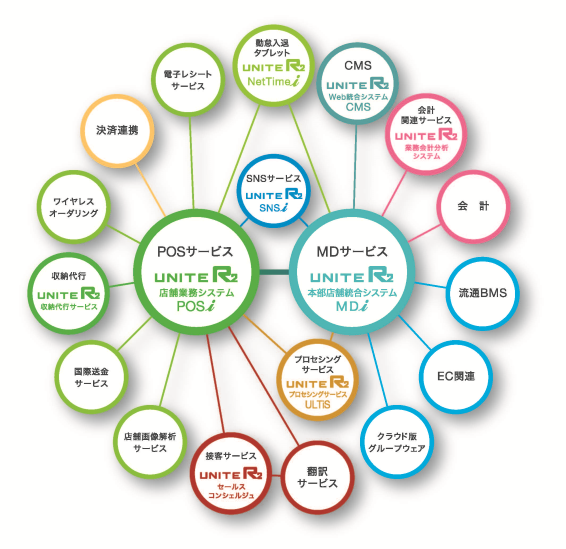 勤怠入退
タブレット
UNITE R2
NetTime i
CMS
UNITE R2
Web統合システム
CMS
電子レシート
サービス
会計
関連サービス
UNITE R2
業務会計分析
システム
決済連携
SNSサービス
UNITE R2
SNS i
ワイヤレス
オーダリング
会 計
POSサービス
UNITE R2
店舗業務システム
POS i
MDサービス
UNITE R2
本部店舗統合システム
MD i
収納代行
UNITE R2
収納代行サービス
流通BMS
国際送金
サービス
プロセシング
サービス
UNITE R2
プロセシングサービス
ULTiS
EC関連
店舗画像解析
サービス
クラウド版
グループウェア
接客サービス
UNITE R2
セールス
コンシェルジュ
翻訳
サービス